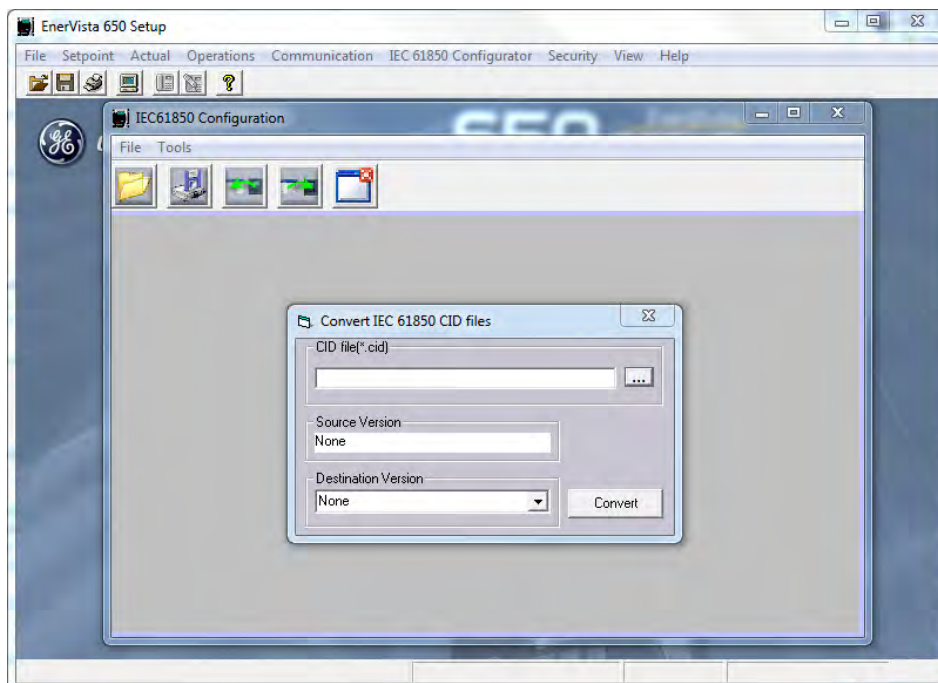 EnerVista 650 Setup
File Setpoint Actual Operations Communication IEC 61850 Configurator Security View Help
IEC61850 Configuration
File Tools
Convert IEC 61850 CID files
CID file(*.cid)
...
Source Version
None
Destination Version
None
Convert